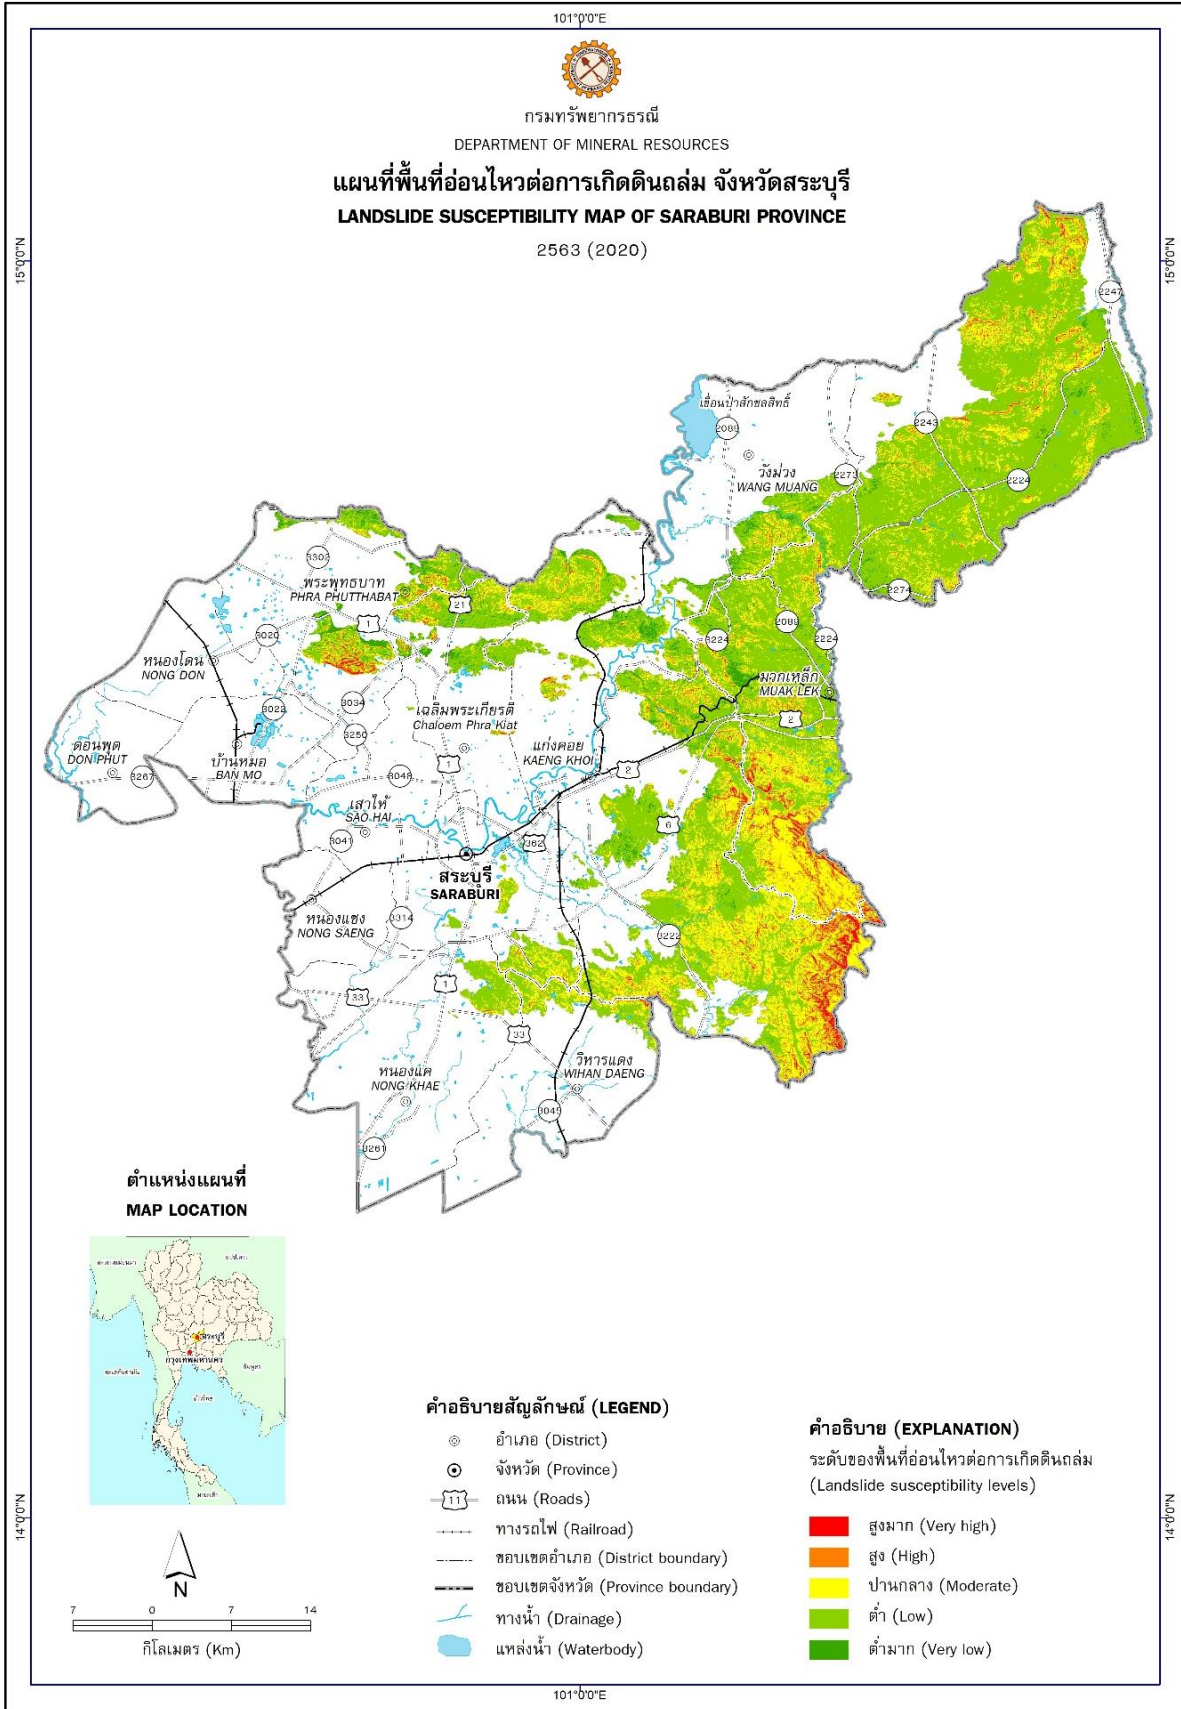 101°0'0"E
กรมทรัพยากรธรณี
DEPARTMENT OF MINERAL RESOURCES
แผนที่พื้นที่อ่อนไหวต่อการเกิดดินถล่ม จังหวัดสระบุรี
LANDSLIDE SUSCEPTIBILITY MAP OF SARABURI PROVINCE
2563 (2020)
15°0'0"N
15°0'0"N
2247
เขื่อนป่าสักชลสิทธิ์
2089
2243
วังม่วง
WANG MUANG
2273
2224
3302
พระพุทธบาท
PHRA PHUTTHABAT
21
1
2274
3020
3224
2089
2224
หนองโดน
NONG DON
มวกเหล็ก
MUAK LEK
3022
3034
3250
เฉลิมพระเกียรติ
Chaloem Phra Kiat
2
ดอนพุด
DON PHUT
3267
บ้านหมอ
BAN MO
แก่งคอย
KAENG KHOI
1
3048
2
เสาไห้
SAO HAI
3041
362
6
สระบุรี
SARABURI
หนองแซง
NONG SAENG
3314
3222
33
1
33
วิหารแดง
WIHAN DAENG
หนองแค
NONG KHAE
3045
3261
ตำแหน่งแผนที่
MAP LOCATION
สระบุรี
กรุงเทพมหานคร
N
7 0 7 14
กิโลเมตร (Km)
คำอธิบายสัญลักษณ์ (LEGEND)
อำเภอ (District)
จังหวัด (Province)
11 ถนน (Roads)
ทางรถไฟ (Railroad)
ขอบเขตอำเภอ (District boundary)
ขอบเขตจังหวัด (Province boundary)
ทางน้ำ (Drainage)
แหล่งน้ำ (Waterbody)
คำอธิบาย (EXPLANATION)
ระดับของพื้นที่อ่อนไหวต่อการเกิดดินถล่ม
(Landslide susceptibility levels)
สูงมาก (Very high)
สูง (High)
ปานกลาง (Moderate)
ต่ำ (Low)
ต่ำมาก (Very low)
14°0'0"N
14°0'0"N
101°0'0"E